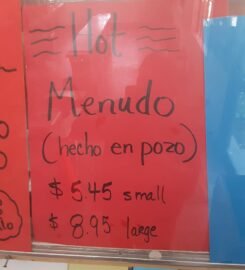 Hot
Menudo
(hecho en pozo)
$ 5.45 small
$ 8.95 large